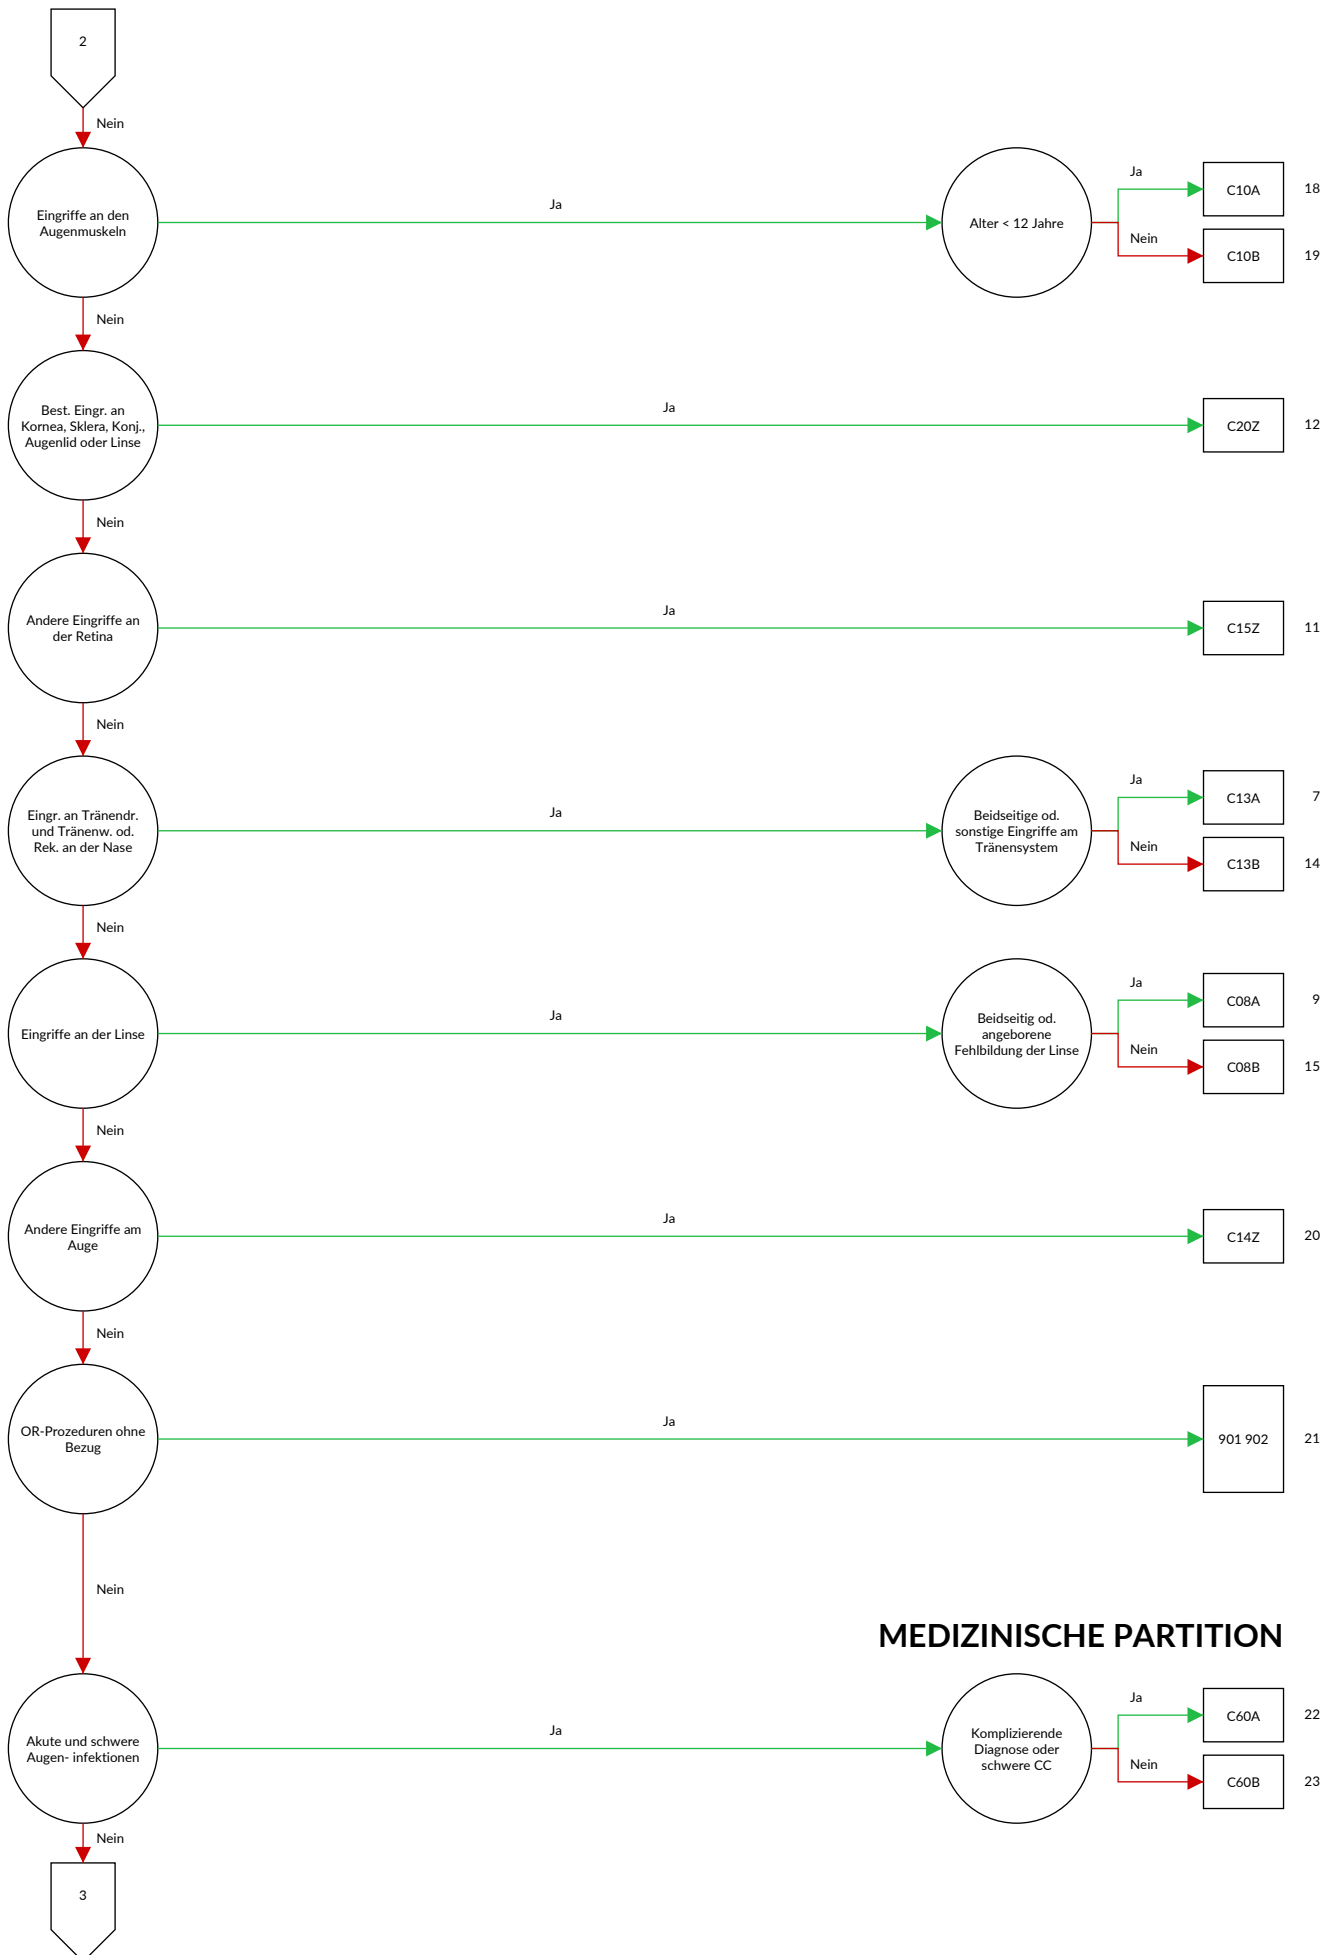 2
Nein
Eingriffe an den
Augenmuskeln
Ja
Alter < 12 Jahre
Ja
C10A
18
Nein
C10B
19
Nein
Best. Eingr. an
Kornea, Sklera, Konj.,
Augenlid oder Linse
Ja
C20Z
12
Nein
Andere Eingriffe an
der Retina
Ja
C15Z
11
Nein
Eingr. an Tränendr.
und Tränenw. od.
Rek. an der Nase
Ja
Beidseitige od.
sonstige Eingriffe am
Tränensystem
Ja
C13A
7
Nein
C13B
14
Nein
Eingriffe an der Linse
Ja
Beidseitig od.
angeborene
Fehlbildung der Linse
Ja
C08A
9
Nein
C08B
15
Nein
Andere Eingriffe am
Auge
Ja
C14Z
20
Nein
OR-Prozeduren ohne
Bezug
Ja
901 902
21
Nein
MEDIZINISCHE PARTITION
Akute und schwere
Augen- infektionen
Ja
Komplizierende
Diagnose oder
schwere CC
Ja
C60A
22
Nein
C60B
23
Nein
3